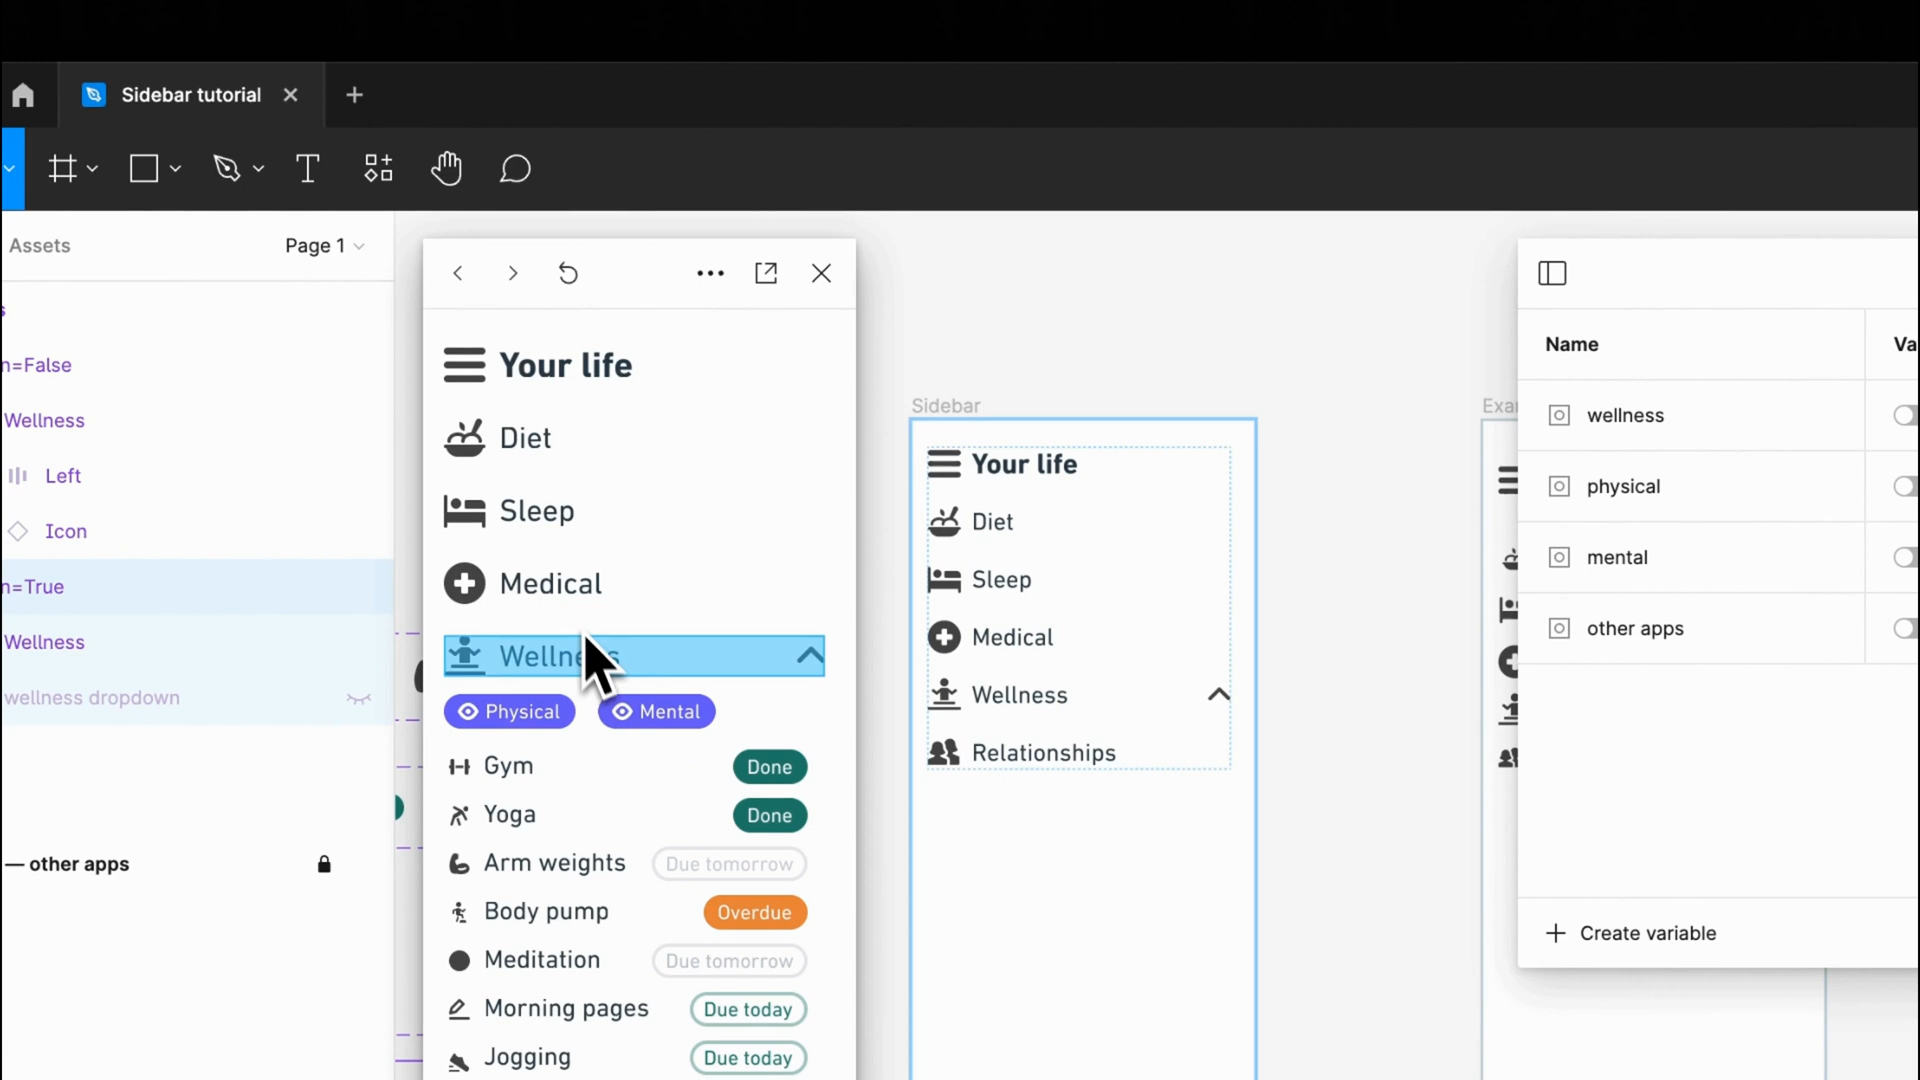 Sidebar tutorial
Assets
Page 1
s
n=False
Wellness
Left
Icon
n=True
Wellness
wellness dropdown
— other apps
Your life
Diet
Sleep
Medical
Wellness
Physical
Mental
Gym
Done
Yoga
Done
Arm weights
Due tomorrow
Body pump
Overdue
Meditation
Due tomorrow
Morning pages
Due today
Jogging
Due today
Sidebar
Your life
Diet
Sleep
Medical
Wellness
Relationships
Exa
Name
Va
wellness
physical
mental
other apps
Create variable